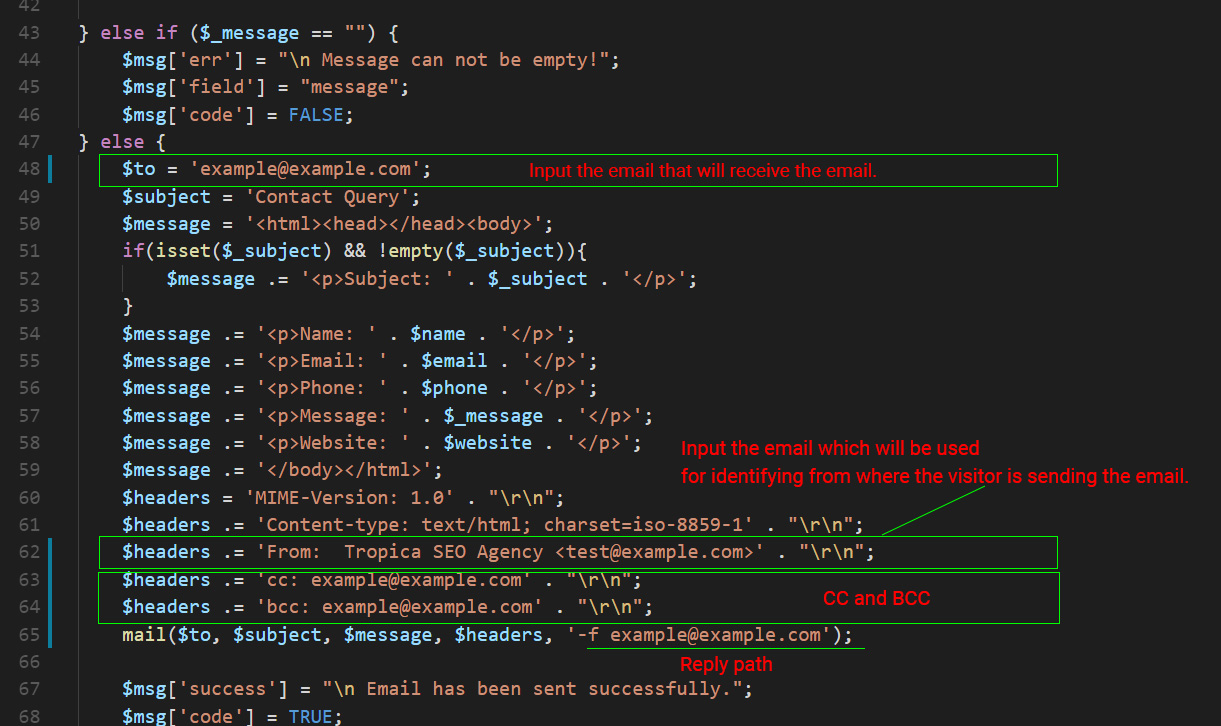 42
43 } else if ($_message == "") {
44 $msg['err'] = "\n Message can not be empty!";
45 $msg['field'] = "message";
46 $msg['code'] = FALSE;
47 } else {
48 $to = 'example@example.com'; Input the email that will receive the email.
49 $subject = 'Contact Query';
50 $message = '<html><head></head><body>';
51 if(isset($_subject) && !empty($_subject)){
52 $message .= '<p>Subject: ' . $_subject . '</p>';
53 }
54 $message .= '<p>Name: ' . $name . '</p>';
55 $message .= '<p>Email: ' . $email . '</p>';
56 $message .= '<p>Phone: ' . $phone . '</p>';
57 $message .= '<p>Message: ' . $_message . '</p>';
58 $message .= '<p>Website: ' . $website . '</p>';
Input the email which will be used
59 $message .= '</body></html>';
for identifying from where the visitor is sending the email.
60 $headers = 'MIME-Version: 1.0' . "\r\n";
61 $headers .= 'Content-type: text/html; charset=iso-8859-1' . "\r\n";
62 $headers .= 'From:  Tropica SEO Agency <test@example.com>' . "\r\n";
63 $headers .= 'cc: example@example.com' . "\r\n";
CC and BCC
64 $headers .= 'bcc: example@example.com' . "\r\n";
65 mail($to, $subject, $message, $headers, '-f example@example.com');
66
Reply path
67 $msg['success'] = "\n Email has been sent successfully.";
68 $msg['code'] = TRUE;